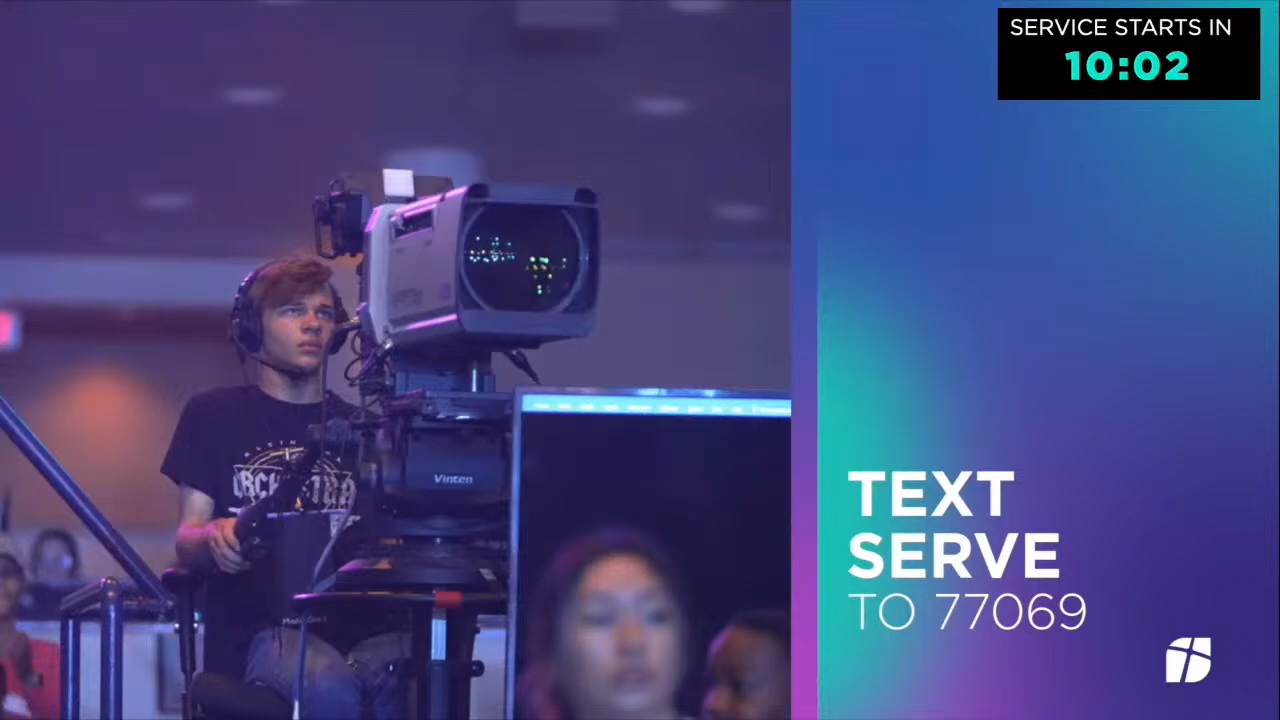 SERVICE STARTS IN
10:02
Vinten
TEXT
SERVE
TO 77069